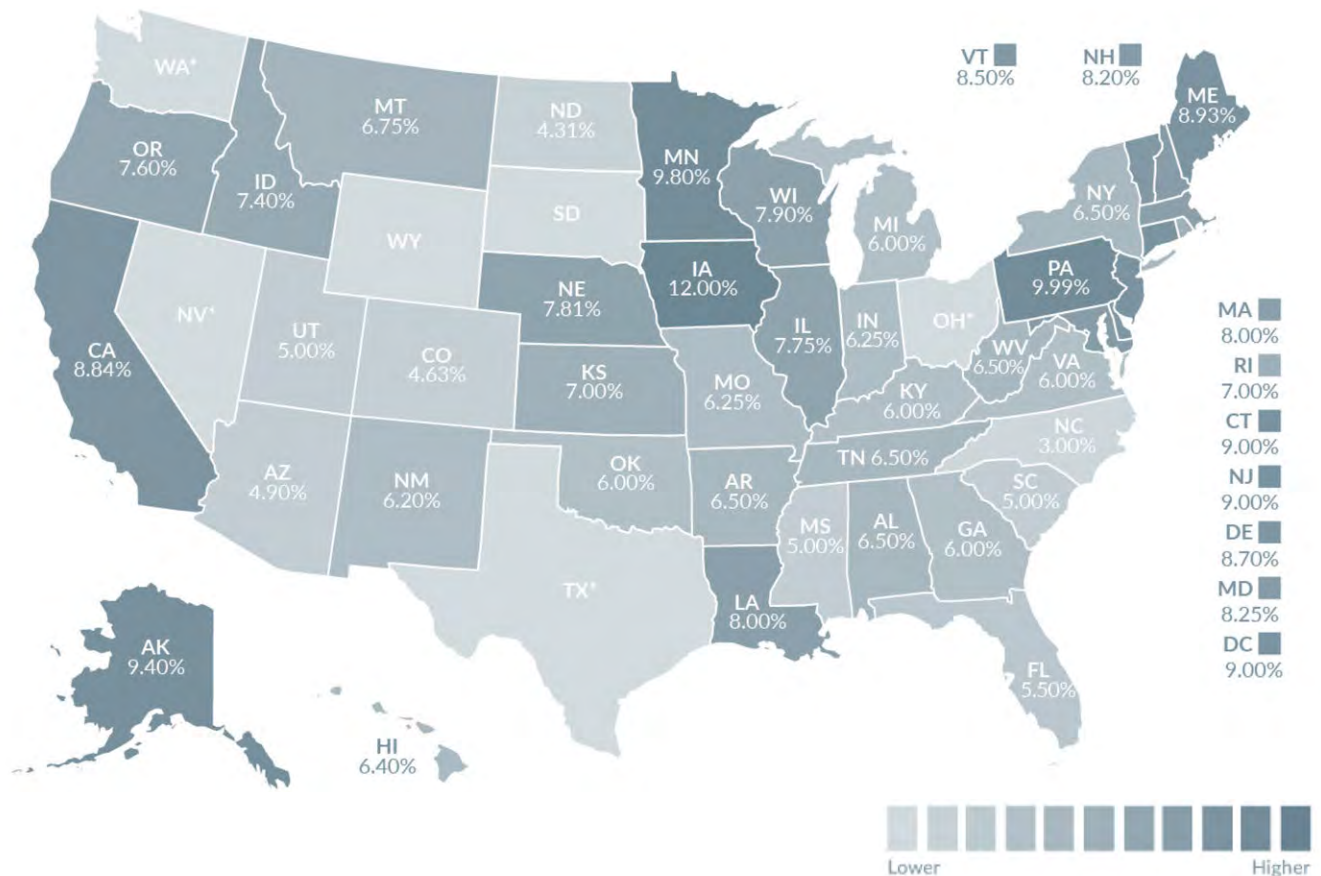 VT
8.50%
NH
8.20%
WA*
MT
6.75%
ND
4.31%
ME
8.93%
OR
7.60%
ID
7.40%
MN
9.80%
WI
7.90%
MI
6.00%
NY
6.50%
SD
WY
IA
12.00%
PA
9.99%
NE
7.81%
NV*
UT
5.00%
CO
4.63%
IL
7.75%
IN
6.25%
OH*
WV
6.50%
VA
6.00%
CA
8.84%
KS
7.00%
MO
6.25%
KY
6.00%
NC
3.00%
TN 6.50%
AZ
4.90%
NM
6.20%
OK
6.00%
AR
6.50%
SC
5.00%
MS
5.00%
AL
6.50%
GA
6.00%
TX*
LA
8.00%
FL
5.50%
AK
9.40%
HI
6.40%
MA
8.00%
RI
7.00%
CT
9.00%
NJ
9.00%
DE
8.70%
MD
8.25%
DC
9.00%
Lower
Higher